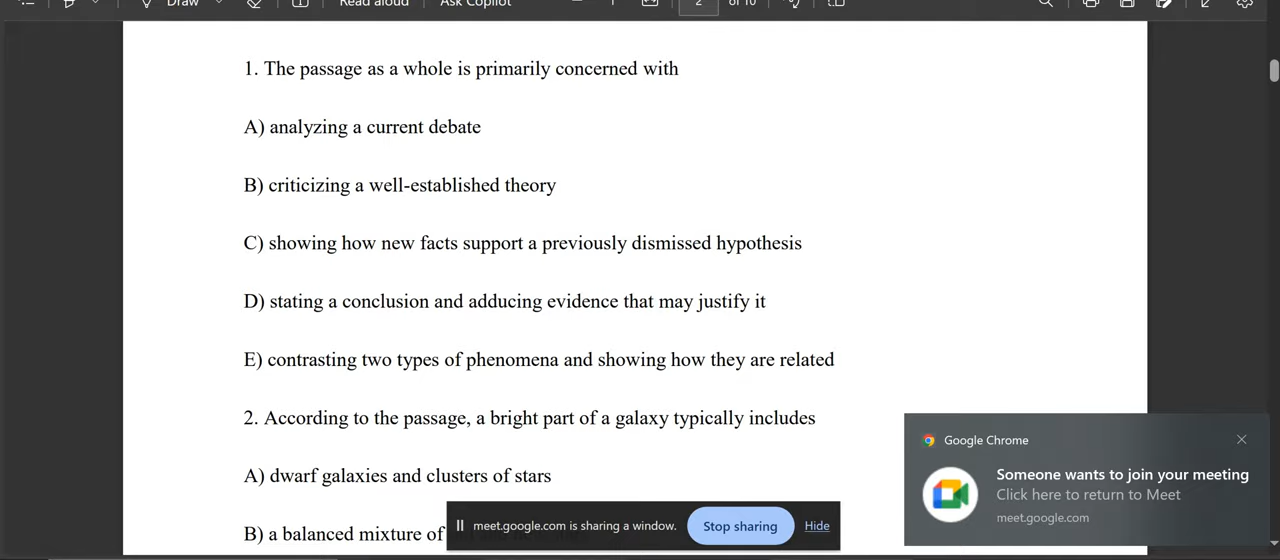 Draw
Read aloud
Ask Copilot
2
of 10
1. The passage as a whole is primarily concerned with
A) analyzing a current debate
B) criticizing a well-established theory
C) showing how new facts support a previously dismissed hypothesis
D) stating a conclusion and adducing evidence that may justify it
E) contrasting two types of phenomena and showing how they are related
2. According to the passage, a bright part of a galaxy typically includes
A) dwarf galaxies and clusters of stars
B) a balanced mixture of
Google Chrome
Someone wants to join your meeting
Click here to return to Meet
meet.google.com
meet.google.com is sharing a window.
Stop sharing
Hide